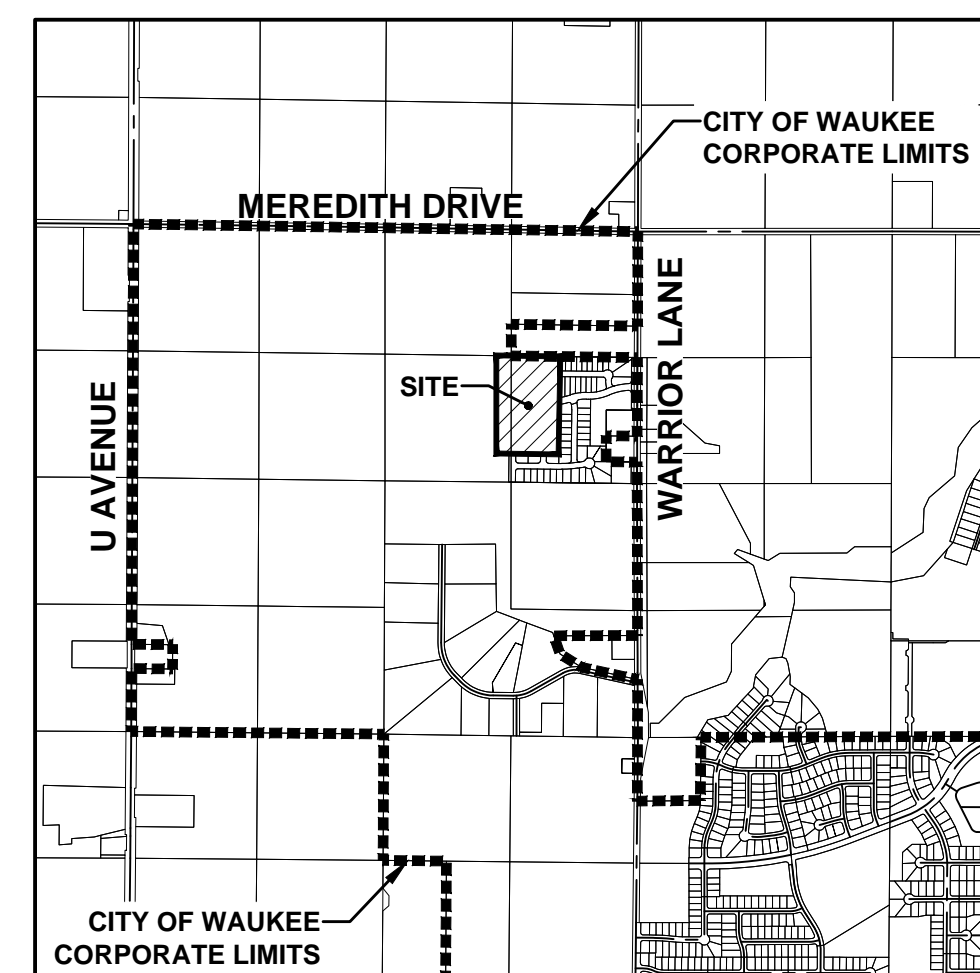 CITY OF WAUKEE
CORPORATE LIMITS
MEREDITH DRIVE
WARRIOR LANE
SITE
U AVENUE
CITY OF WAUKEE
CORPORATE LIMITS